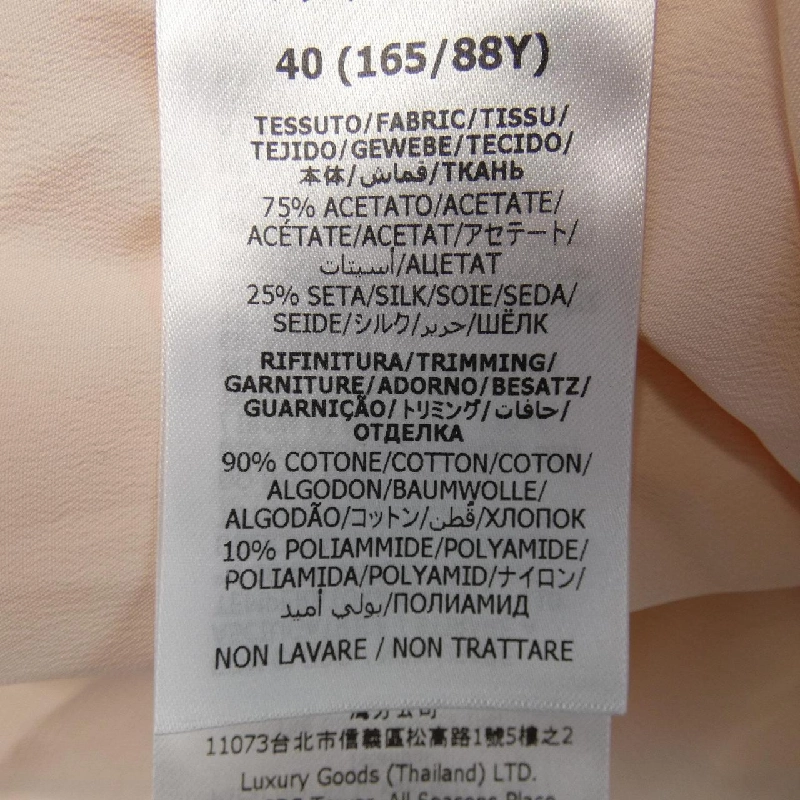 40 (165/88Y)
TESSUTO/FABRIC/TISSU/
TEJIDO/GEWEBE/TECIDO/
本体/قماش/ТКАНЬ
75% ACETATO/ACETATE/
ACÉTATE/ACETAT/アセテート/
أسيتات/АЦЕТАТ
25% SETA/SILK/SOIE/SEDA/
SEIDE/シルク/حرير/ШЁЛК
RIFINITURA/TRIMMING/
GARNITURE/ADORNO/BESATZ/
GUARNIÇÃO/トリミング/حافات/
ОТДЕЛКА
90% COTONE/COTTON/COTON/
ALGODON/BAUMWOLLE/
ALGODÃO/コットン/قُطن/ХЛОПОК
10% POLIAMMIDE/POLYAMIDE/
POLIAMIDA/POLYAMID/ナイロン/
بولي أميد/ПОЛИАМИД
NON LAVARE / NON TRATTARE
11073台北市信義區松高路1號5樓之2
Luxury Goods (Thailand) LTD.